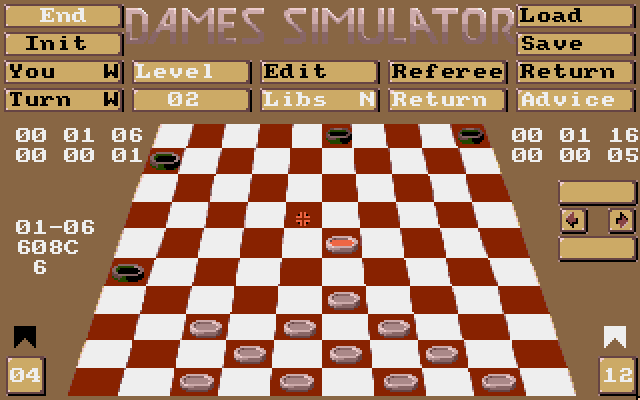 End DAMES SIMULATOR Load
Init Save
You W Level Edit Referee Return
Turn W 02 Libs N Return Advice
00 01 06 00 01 16
00 00 01 00 00 05
01-06
608C
6
04 12